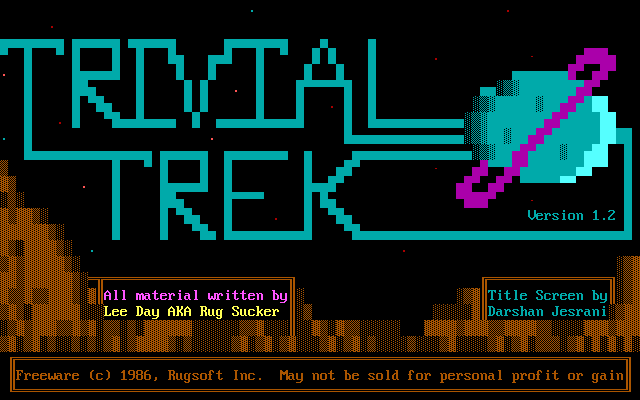 TRIVIAL
TREK
Version 1.2
All material written by
Lee Day AKA Rug Sucker
Title Screen by
Darshan Jesrani
Freeware (c) 1986, Rugsoft Inc.  May not be sold for personal profit or gain